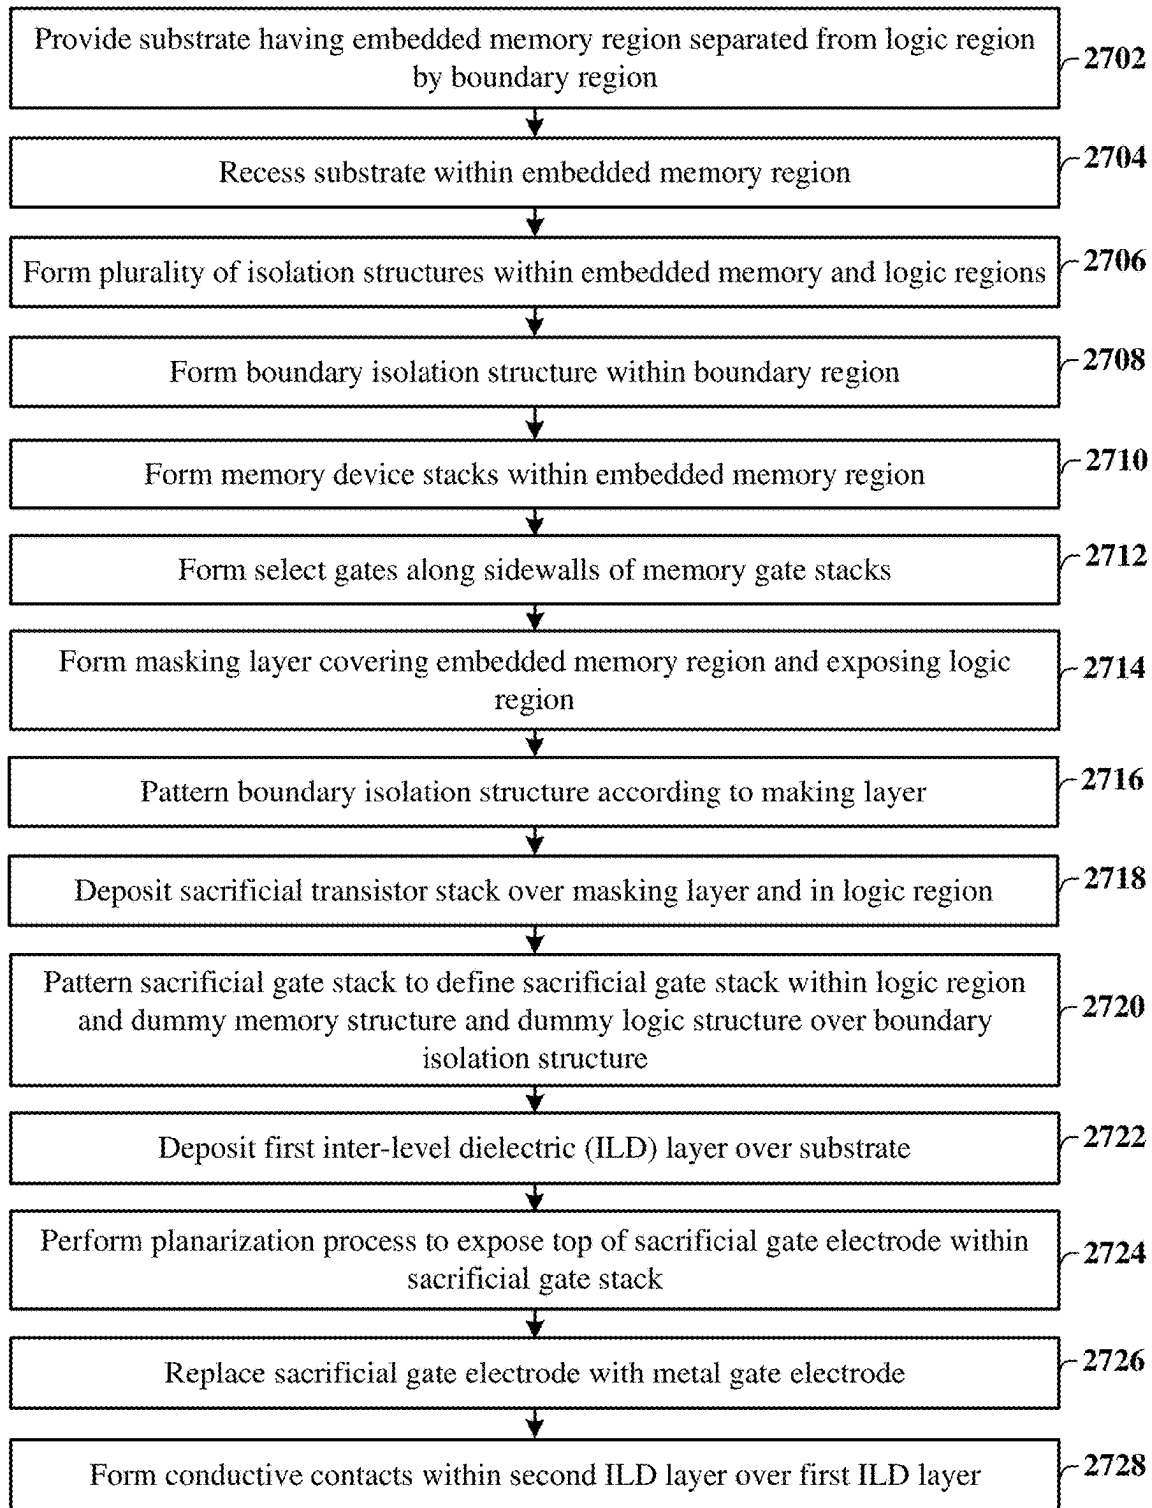 Provide substrate having embedded memory region separated from logic region
by boundary region
2702
Recess substrate within embedded memory region
2704
Form plurality of isolation structures within embedded memory and logic regions
2706
Form boundary isolation structure within boundary region
2708
Form memory device stacks within embedded memory region
2710
Form select gates along sidewalls of memory gate stacks
2712
Form masking layer covering embedded memory region and exposing logic
region
2714
Pattern boundary isolation structure according to making layer
2716
Deposit sacrificial transistor stack over masking layer and in logic region
2718
Pattern sacrificial gate stack to define sacrificial gate stack within logic region
and dummy memory structure and dummy logic structure over boundary
isolation structure
2720
Deposit first inter-level dielectric (ILD) layer over substrate
2722
Perform planarization process to expose top of sacrificial gate electrode within
sacrificial gate stack
2724
Replace sacrificial gate electrode with metal gate electrode
2726
Form conductive contacts within second ILD layer over first ILD layer
2728